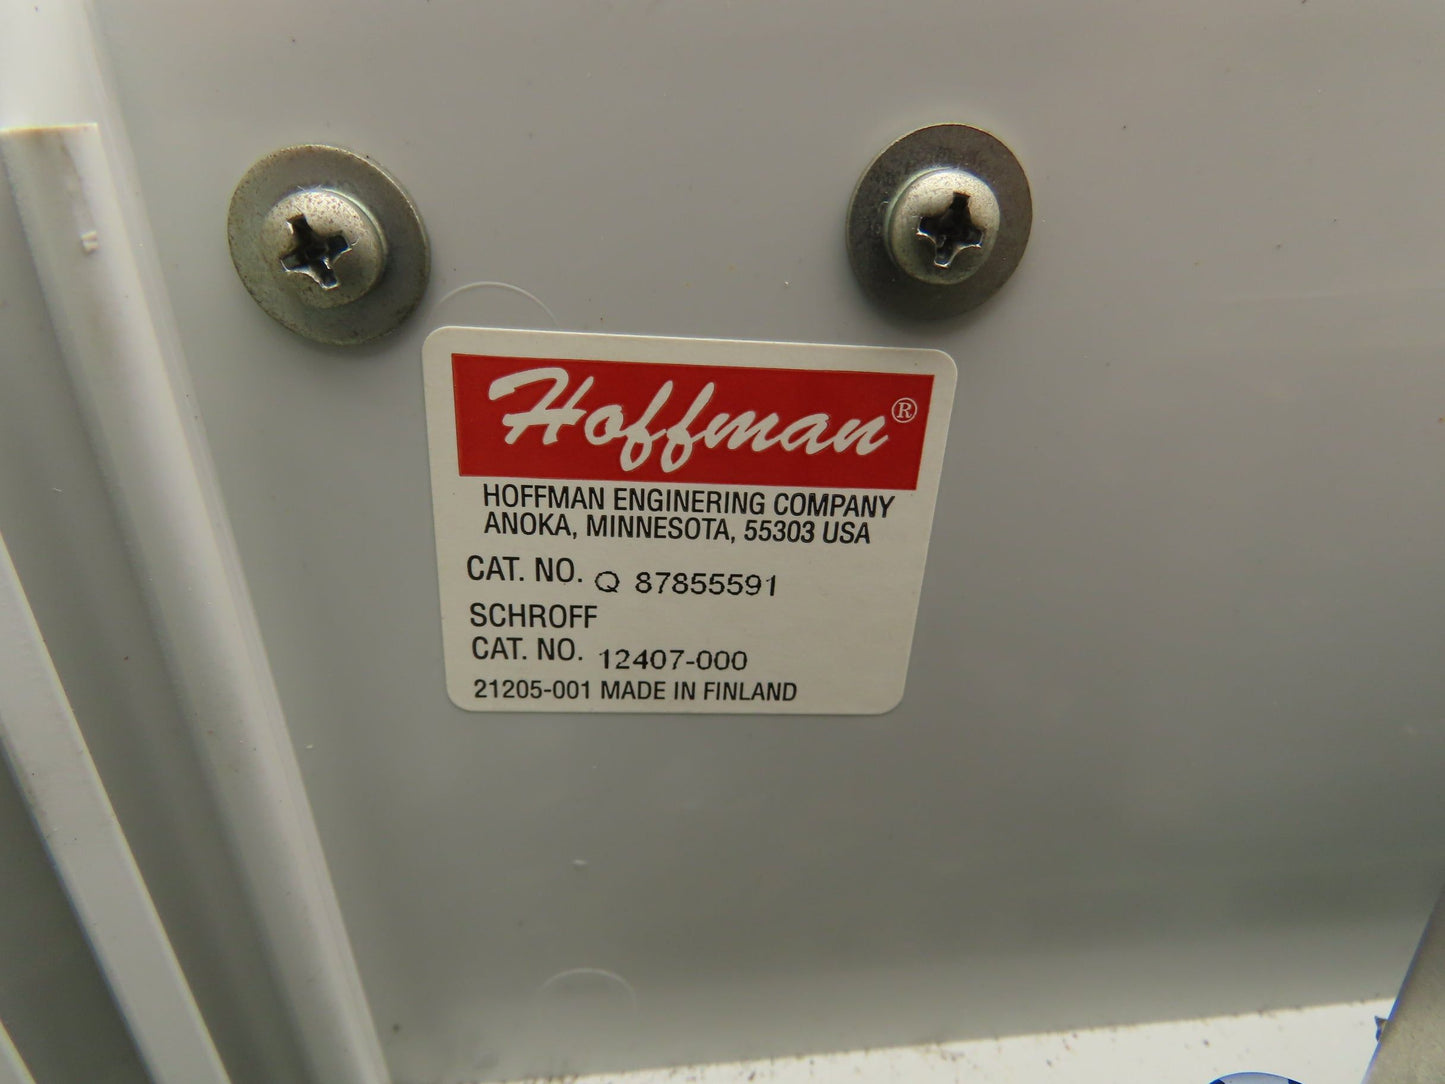 Hoffman®
HOFFMAN ENGINERING COMPANY
ANOKA, MINNESOTA, 55303 USA
CAT. NO. Q 87855591
SCHROFF
CAT. NO. 12407-000
21205-001 MADE IN FINLAND